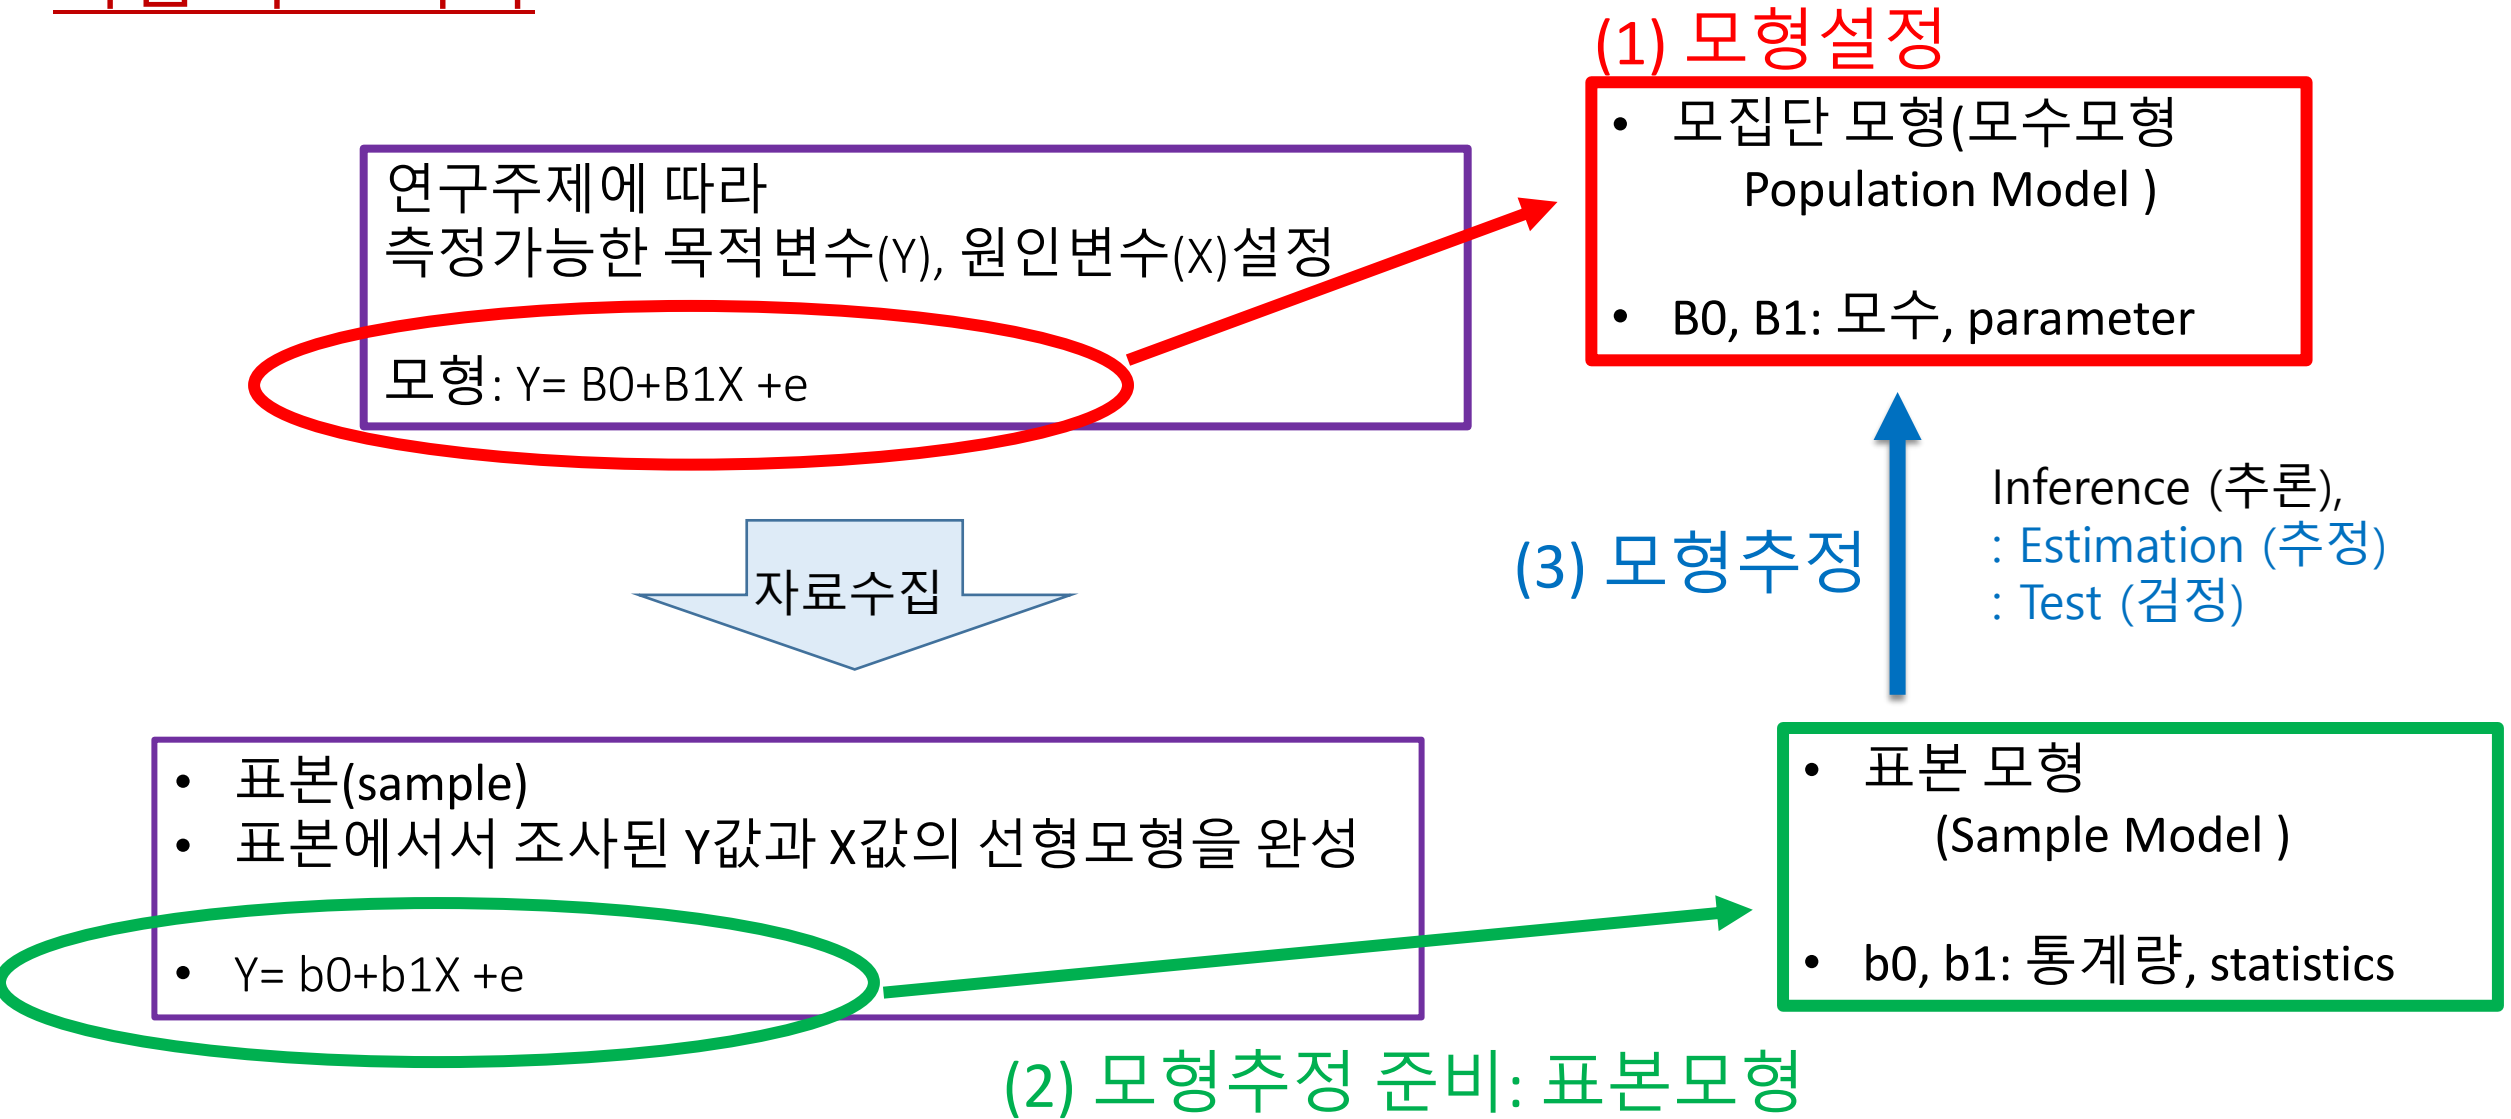 (1) 모형설정
• 모집단 모형(모수모형
Population Model )
• B0, B1: 모수, parameter
연구주제에 따라
측정가능한 목적변수(Y), 원인변수(X)설정
모형: Y= B0+B1X +e
자료수집
(3) 모형추정
Inference (추론),
: Estimation (추정)
: Test (검정)
• 표본(sample)
• 표본에서서 조사된 Y값과 x값의 선형모형을 완성
• Y= b0+b1X +e
• 표본 모형
(Sample Model )
• b0, b1: 통계량, statistics
(2) 모형추정 준비: 표본모형